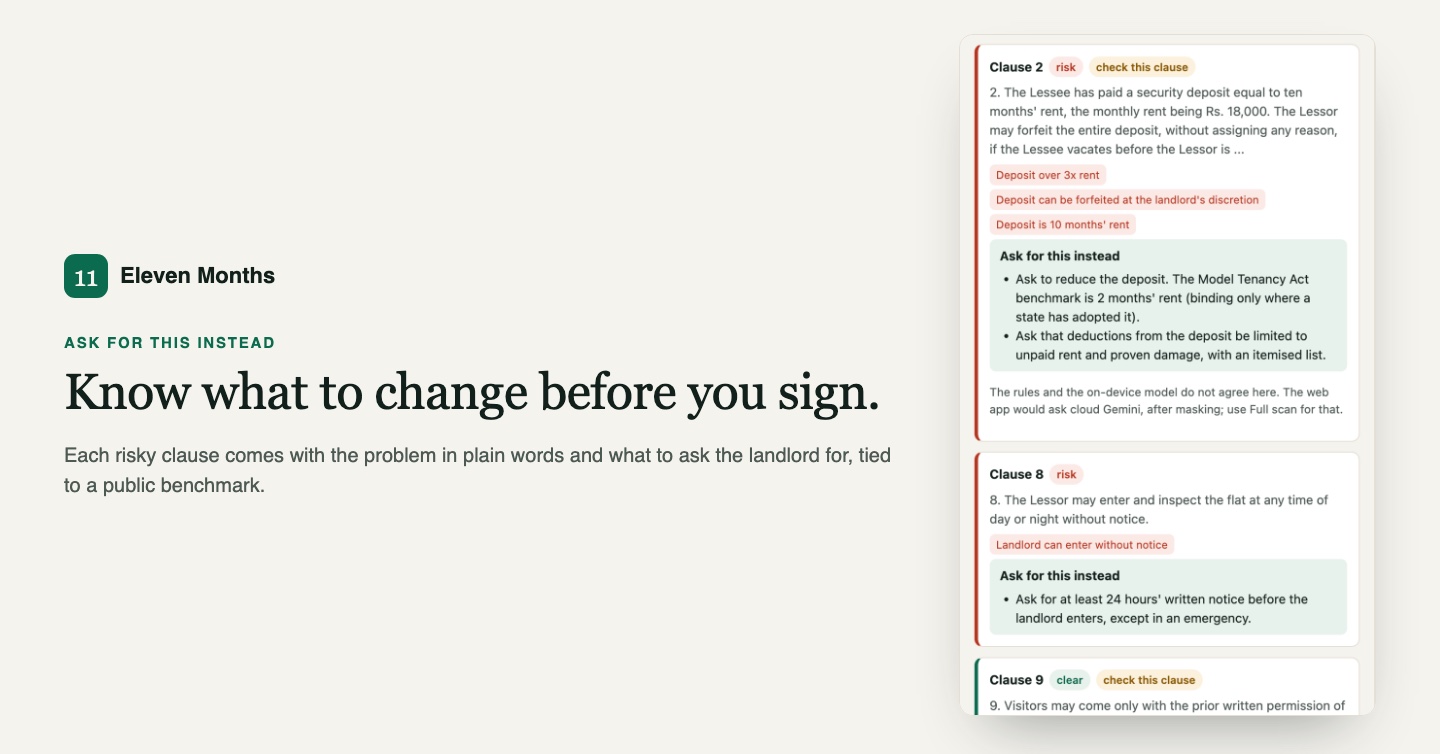 11 Eleven Months
ASK FOR THIS INSTEAD
Know what to change before you sign.
Each risky clause comes with the problem in plain words and what to ask the landlord for, tied
to a public benchmark.
Clause 2 risk check this clause
2. The Lessee has paid a security deposit equal to ten
months' rent, the monthly rent being Rs. 18,000. The Lessor
may forfeit the entire deposit, without assigning any reason,
if the Lessee vacates before the Lessor is ...
Deposit over 3x rent
Deposit can be forfeited at the landlord's discretion
Deposit is 10 months' rent
Ask for this instead
• Ask to reduce the deposit. The Model Tenancy Act
benchmark is 2 months' rent (binding only where a
state has adopted it).
• Ask that deductions from the deposit be limited to
unpaid rent and proven damage, with an itemised list.
The rules and the on-device model do not agree here. The web
app would ask cloud Gemini, after masking; use Full scan for that.
Clause 8 risk
8. The Lessor may enter and inspect the flat at any time of
day or night without notice.
Landlord can enter without notice
Ask for this instead
• Ask for at least 24 hours' written notice before the
landlord enters, except in an emergency.
Clause 9 clear check this clause
9. Visitors may come only with the prior written permission of